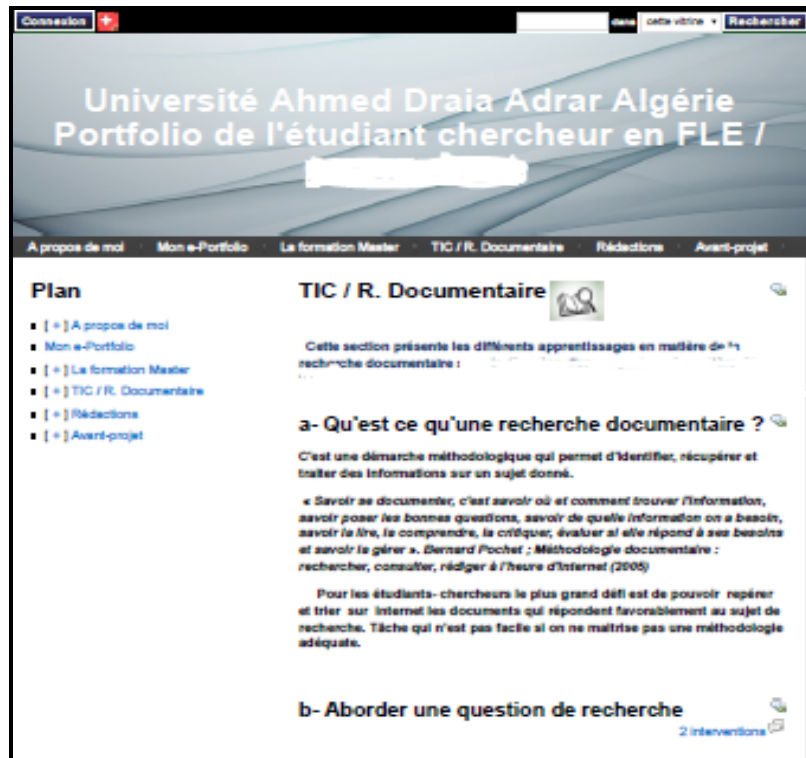 Connexion
dans cette vitrine Rechercher
Université Ahmed Draia Adrar Algérie
Portfolio de l'étudiant chercheur en FLE /
A propos de moi Mon e-Portfolio La formation Master TIC / R. Documentaire Rédactions Avant-projet
Plan
[ + ] A propos de moi
Mon e-Portfolio
[ + ] La formation Master
[ + ] TIC / R. Documentaire
[ + ] Rédactions
[ + ] Avant-projet
TIC / R. Documentaire
Cette section présente les différents apprentissages en matière de la
recherche documentaire :
a- Qu'est ce qu'une recherche documentaire ?
C'est une démarche méthodologique qui permet d'identifier, récupérer et
traiter des informations sur un sujet donné.
« Savoir se documenter, c'est savoir où et comment trouver l'information,
savoir poser les bonnes questions, savoir de quelle information on a besoin,
savoir la lire, la comprendre, la critiquer, évaluer si elle répond à ses besoins
et savoir la gérer ». Bernard Pochet ; Méthodologie documentaire :
rechercher, consulter, rédiger à l'heure d'Internet (2005)
Pour les étudiants- chercheurs le plus grand défi est de pouvoir repérer
et trier sur Internet les documents qui répondent favorablement au sujet de
recherche. Tâche qui n'est pas facile si on ne maitrise pas une méthodologie
adéquate.
b- Aborder une question de recherche
2 interventions